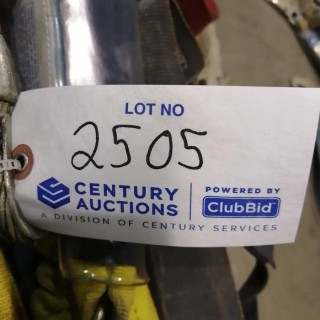 LOT NO
2505
CENTURY AUCTIONS
POWERED BY ClubBid
A DIVISION OF CENTURY SERVICES